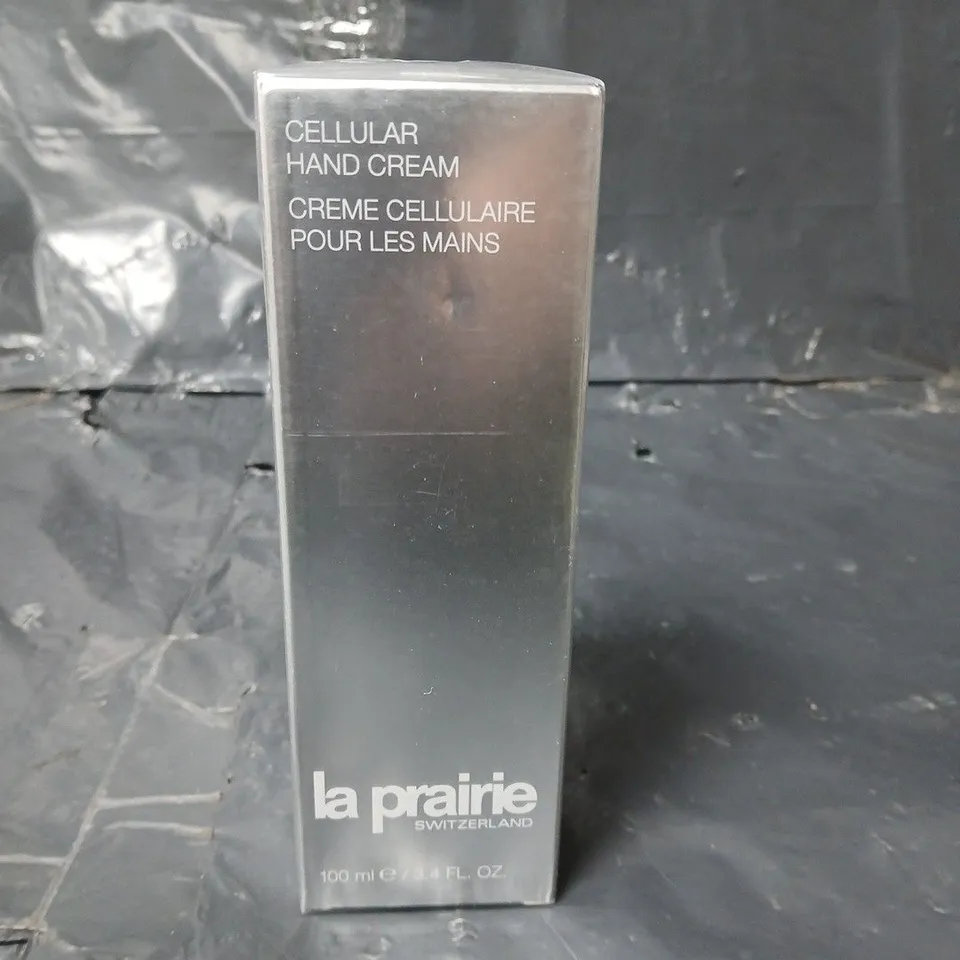 CELLULAR
HAND CREAM
CREME CELLULAIRE
POUR LES MAINS
la prairie
SWITZERLAND
100 ml ℮ / 3.4 FL. OZ.